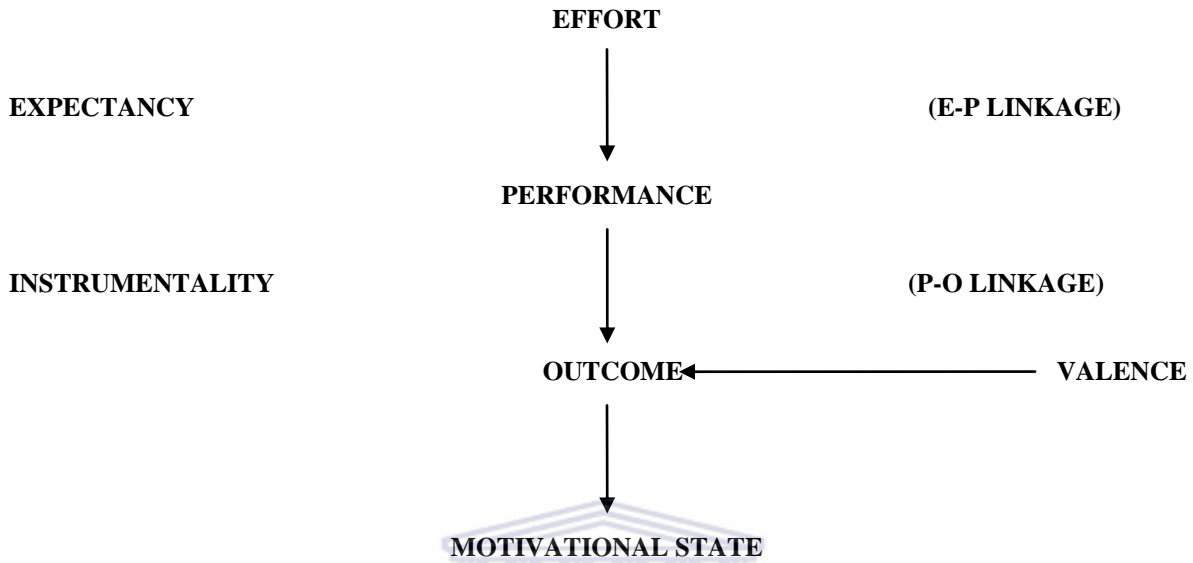 EFFORT
EXPECTANCY (E-P LINKAGE)
PERFORMANCE
INSTRUMENTALITY (P-O LINKAGE)
OUTCOME VALENCE
MOTIVATIONAL STATE